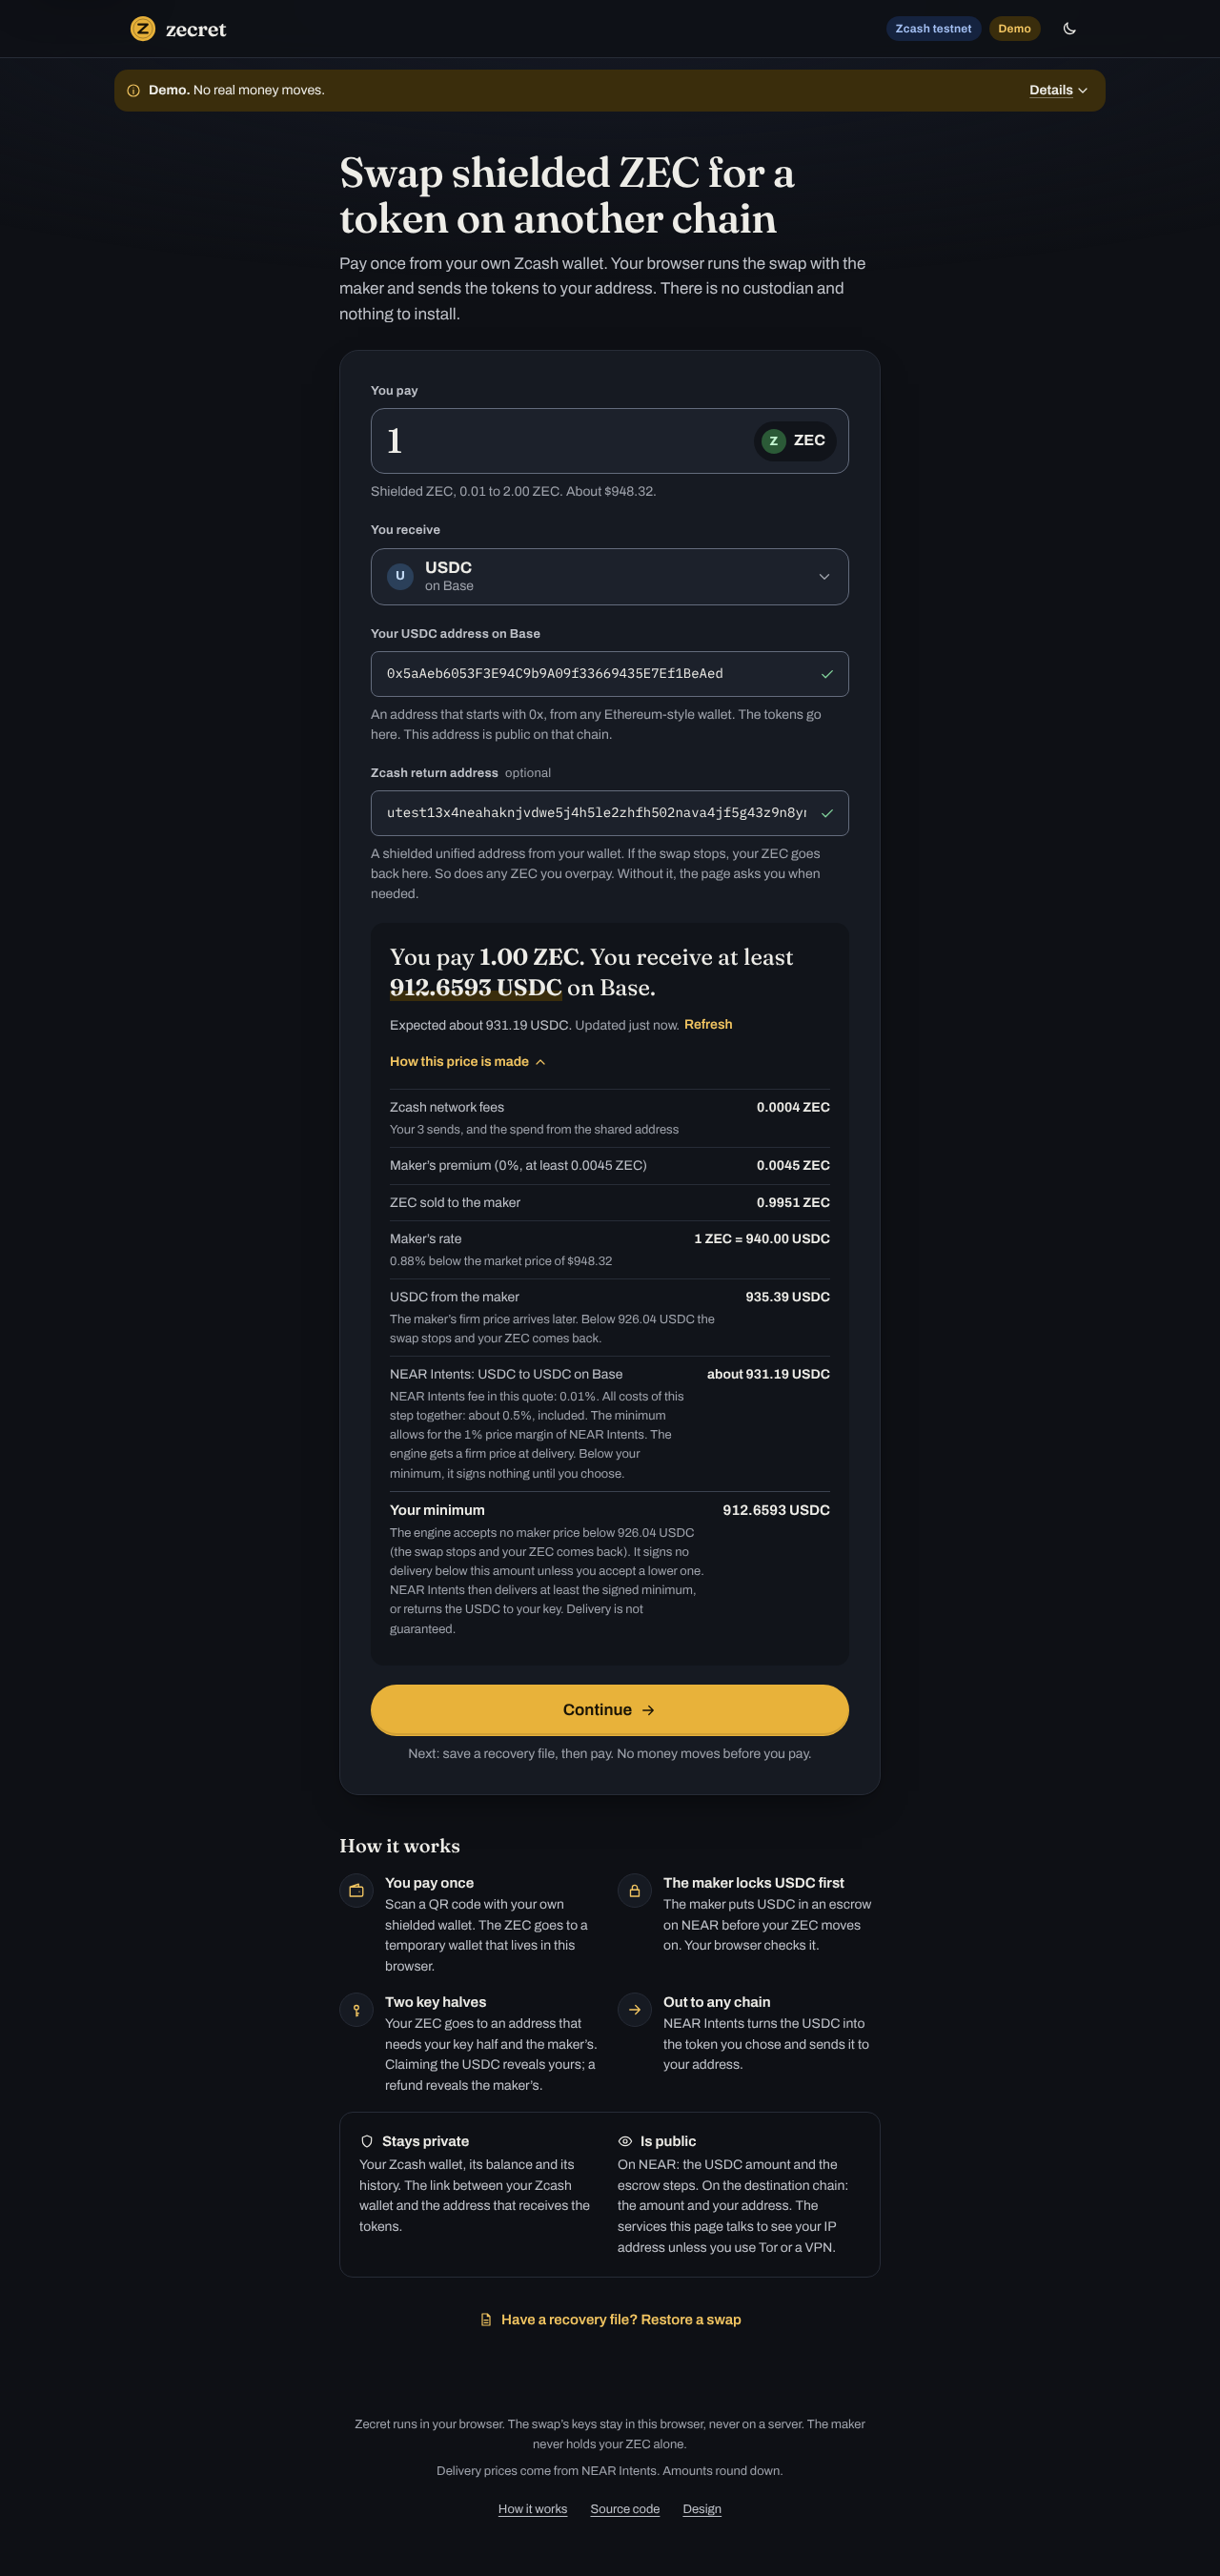 zecret
Zcash testnet
Demo
Demo. No real money moves.
Details
Swap shielded ZEC for a
token on another chain
Pay once from your own Zcash wallet. Your browser runs the swap with the
maker and sends the tokens to your address. There is no custodian and
nothing to install.
You pay
1
Z ZEC
Shielded ZEC, 0.01 to 2.00 ZEC. About $948.32.
You receive
U
USDC
on Base
Your USDC address on Base
0x5aAeb6053F3E94C9b9A09f33669435E7Ef1BeAed
An address that starts with 0x, from any Ethereum-style wallet. The tokens go
here. This address is public on that chain.
Zcash return address optional
utest13x4neahaknjvdwe5j4h5le2zhfh502nava4jf5g43z9n8yr
A shielded unified address from your wallet. If the swap stops, your ZEC goes
back here. So does any ZEC you overpay. Without it, the page asks you when
needed.
You pay 1.00 ZEC. You receive at least
912.6593 USDC on Base.
Expected about 931.19 USDC. Updated just now. Refresh
How this price is made
Zcash network fees 0.0004 ZEC
Your 3 sends, and the spend from the shared address
Maker’s premium (0%, at least 0.0045 ZEC) 0.0045 ZEC
ZEC sold to the maker 0.9951 ZEC
Maker’s rate 1 ZEC = 940.00 USDC
0.88% below the market price of $948.32
USDC from the maker 935.39 USDC
The maker’s firm price arrives later. Below 926.04 USDC the
swap stops and your ZEC comes back.
NEAR Intents: USDC to USDC on Base about 931.19 USDC
NEAR Intents fee in this quote: 0.01%. All costs of this
step together: about 0.5%, included. The minimum
allows for the 1% price margin of NEAR Intents. The
engine gets a firm price at delivery. Below your
minimum, it signs nothing until you choose.
Your minimum 912.6593 USDC
The engine accepts no maker price below 926.04 USDC
(the swap stops and your ZEC comes back). It signs no
delivery below this amount unless you accept a lower one.
NEAR Intents then delivers at least the signed minimum,
or returns the USDC to your key. Delivery is not
guaranteed.
Continue
Next: save a recovery file, then pay. No money moves before you pay.
How it works
You pay once
Scan a QR code with your own
shielded wallet. The ZEC goes to a
temporary wallet that lives in this
browser.
The maker locks USDC first
The maker puts USDC in an escrow
on NEAR before your ZEC moves
on. Your browser checks it.
Two key halves
Your ZEC goes to an address that
needs your key half and the maker’s.
Claiming the USDC reveals yours; a
refund reveals the maker’s.
Out to any chain
NEAR Intents turns the USDC into
the token you chose and sends it to
your address.
Stays private
Your Zcash wallet, its balance and its
history. The link between your Zcash
wallet and the address that receives the
tokens.
Is public
On NEAR: the USDC amount and the
escrow steps. On the destination chain:
the amount and your address. The
services this page talks to see your IP
address unless you use Tor or a VPN.
Have a recovery file? Restore a swap
Zecret runs in your browser. The swap’s keys stay in this browser, never on a server. The maker
never holds your ZEC alone.
Delivery prices come from NEAR Intents. Amounts round down.
How it works Source code Design